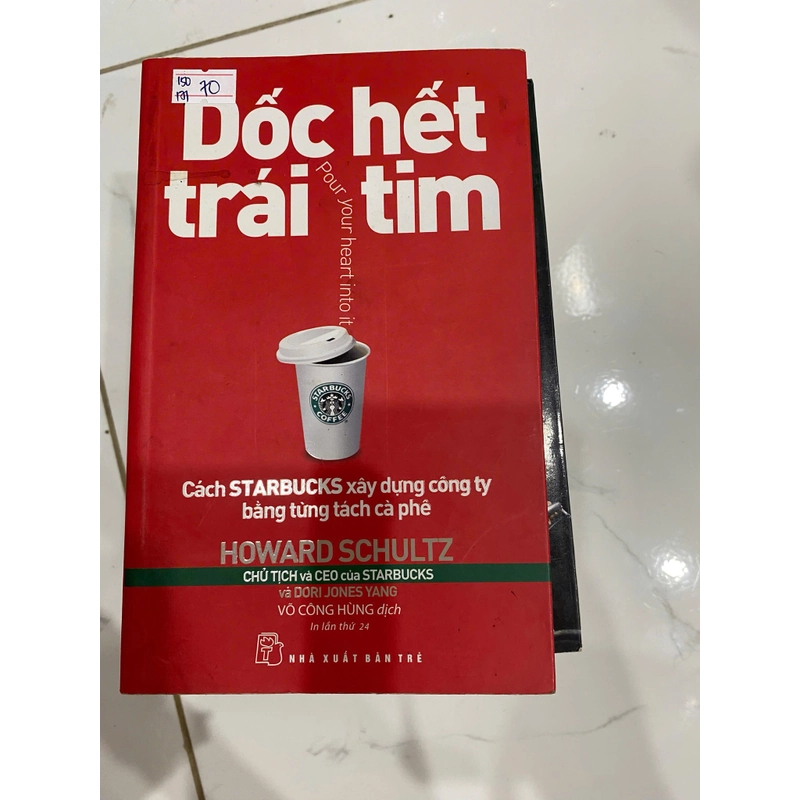 150 70
Dốc hết
trái tim
Pour your heart into it
STARBUCKS
COFFEE
Cách STARBUCKS xây dựng công ty
bằng từng tách cà phê
HOWARD SCHULTZ
CHỦ TỊCH và CEO của STARBUCKS
và DORI JONES YANG
VÕ CÔNG HÙNG dịch
In lần thứ 24
NHÀ XUẤT BẢN TRẺ